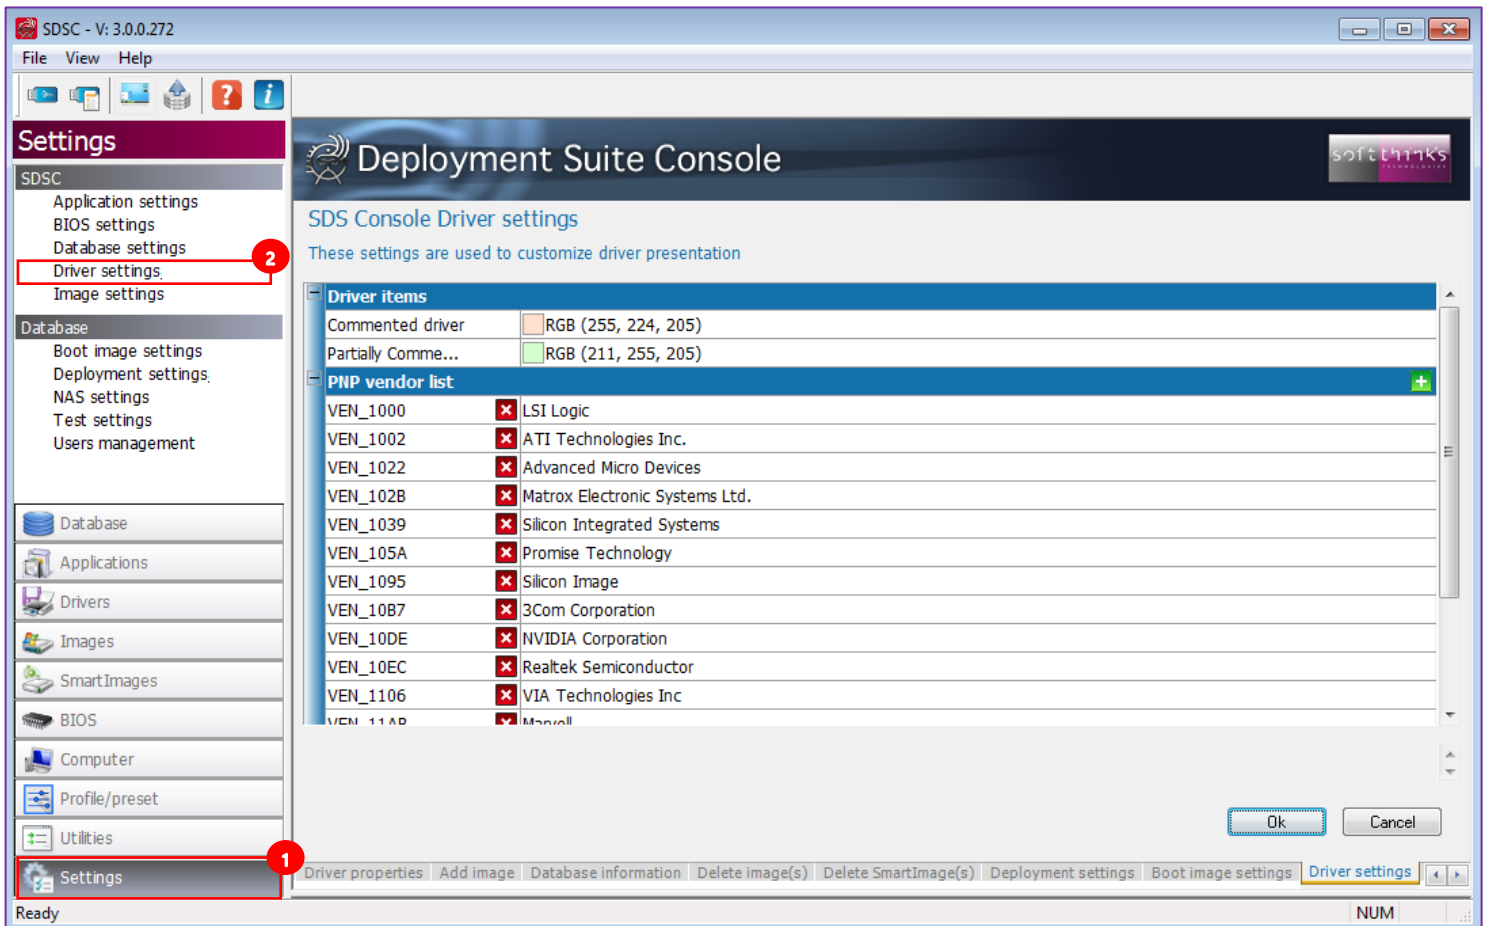 SDSC - V: 3.0.0.272
File View Help
Settings
SDSC
Application settings
BIOS settings
Database settings
Driver settings
2
Image settings
Database
Boot image settings
Deployment settings
NAS settings
Test settings
Users management
Database
Applications
Drivers
Images
SmartImages
BIOS
Computer
Profile/preset
Utilities
1
Settings
Deployment Suite Console
softthinks
TECHNOLOGIES
SDS Console Driver settings
These settings are used to customize driver presentation
Driver items
Commented driver RGB (255, 224, 205)
Partially Comme... RGB (211, 255, 205)
PNP vendor list
VEN_1000 LSI Logic
VEN_1002 ATI Technologies Inc.
VEN_1022 Advanced Micro Devices
VEN_102B Matrox Electronic Systems Ltd.
VEN_1039 Silicon Integrated Systems
VEN_105A Promise Technology
VEN_1095 Silicon Image
VEN_10B7 3Com Corporation
VEN_10DE NVIDIA Corporation
VEN_10EC Realtek Semiconductor
VEN_1106 VIA Technologies Inc
VEN_11AB Marvell
Ok Cancel
Driver properties Add image Database information Delete image(s) Delete SmartImage(s) Deployment settings Boot image settings Driver settings
Ready NUM